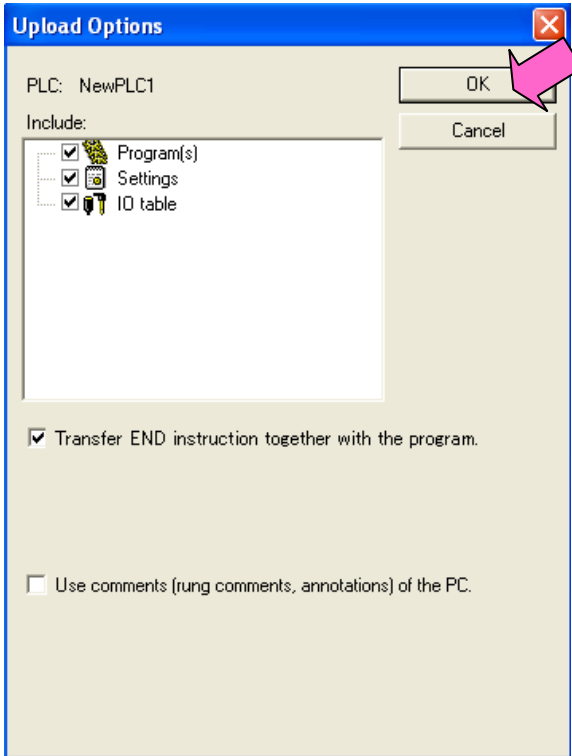 Upload Options
PLC: NewPLC1
OK
Include:
Cancel
Program(s)
Settings
IO table
Transfer END instruction together with the program.
Use comments (rung comments, annotations) of the PC.